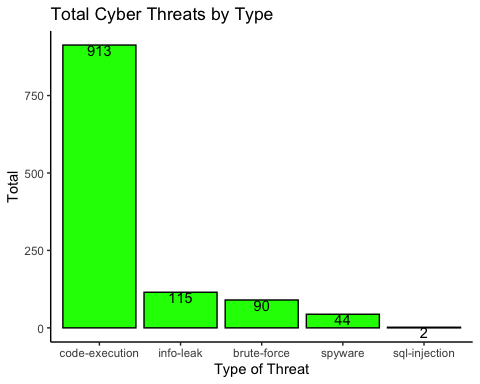 Total Cyber Threats by Type
Total
750
500
250
0
913
115
90
44
2
code-execution info-leak brute-force spyware sql-injection
Type of Threat